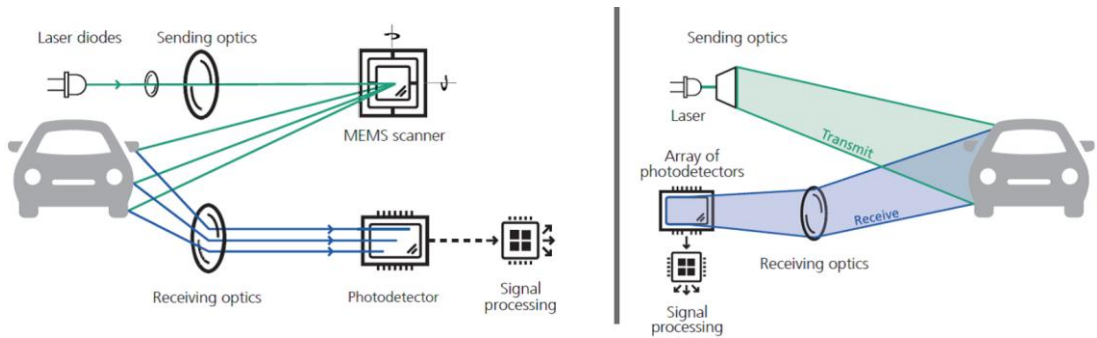 Laser diodes
Sending optics
MEMS scanner
Receiving optics
Photodetector
Signal
processing
Sending optics
Laser
Transmit
Array of
photodetectors
Receive
Receiving optics
Signal
processing